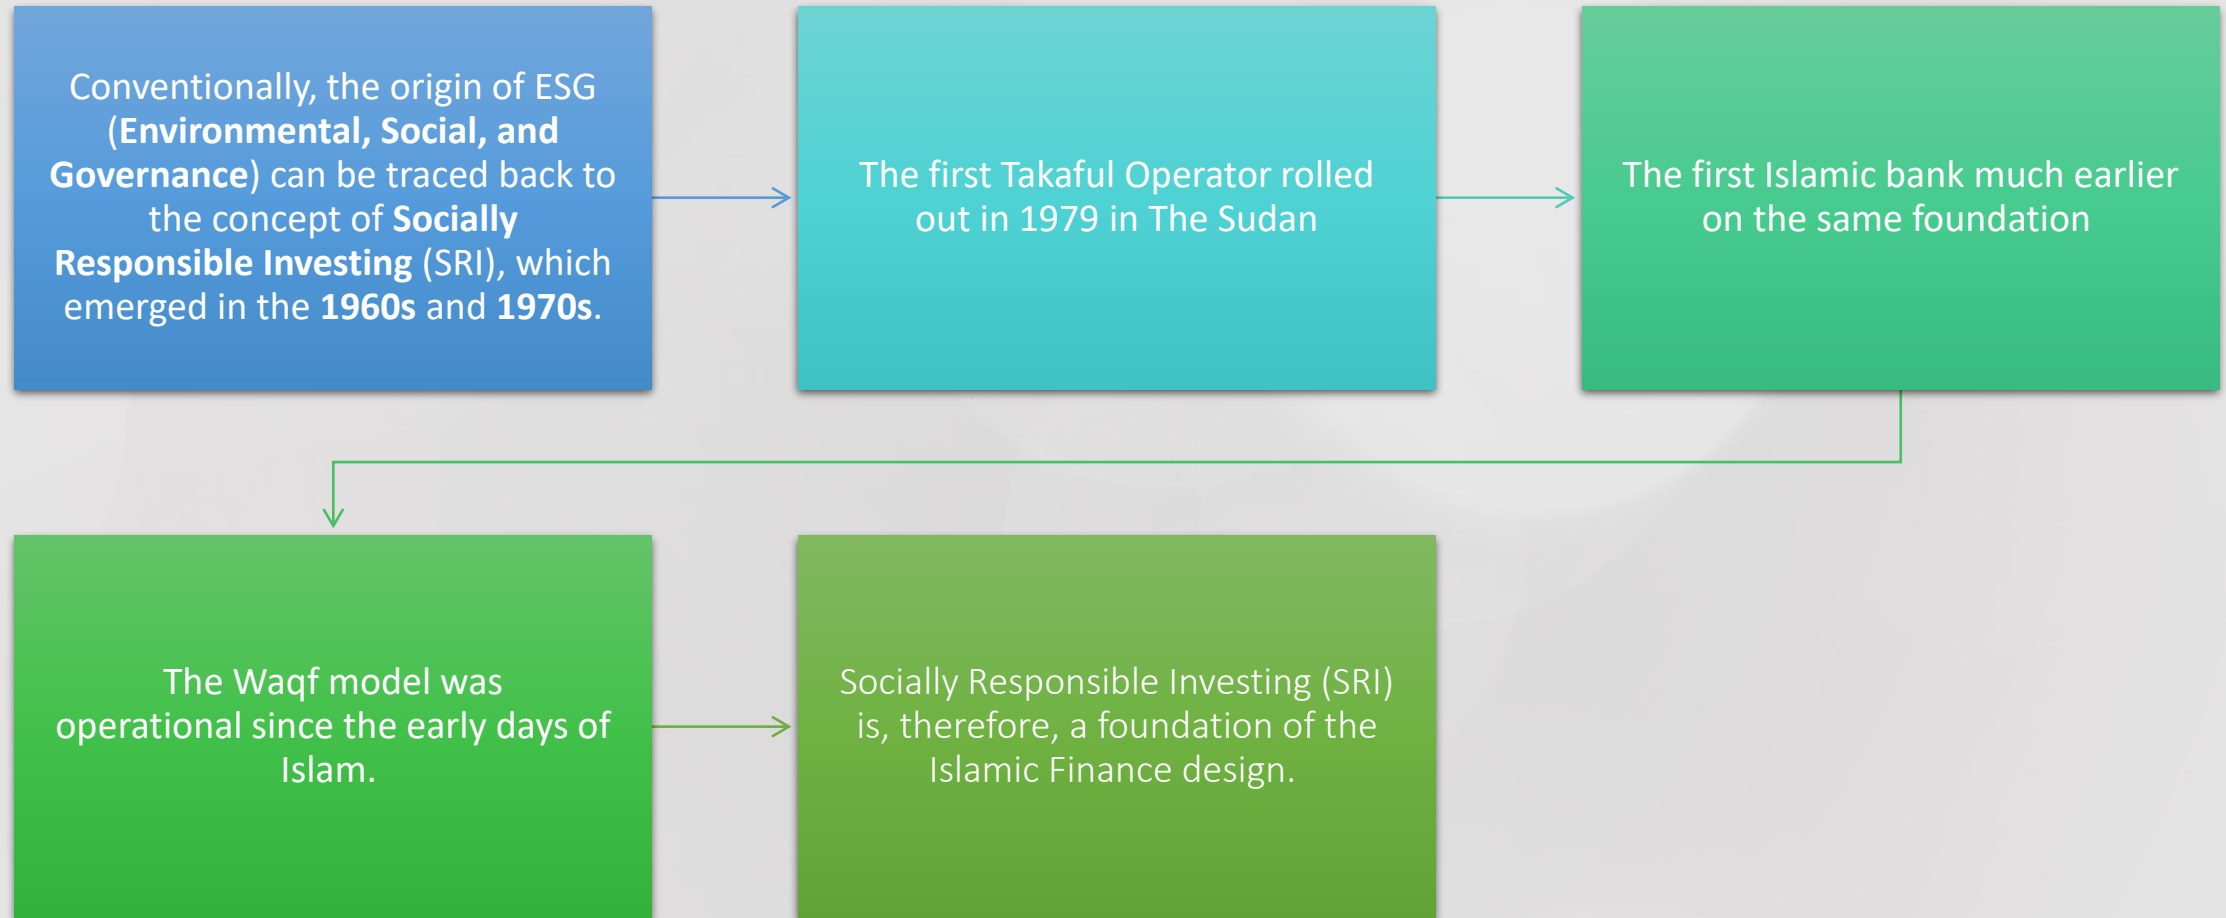 Conventionally, the origin of ESG
(Environmental, Social, and
Governance) can be traced back to
the concept of Socially
Responsible Investing (SRI), which
emerged in the 1960s and 1970s.
The first Takaful Operator rolled
out in 1979 in The Sudan
The first Islamic bank much earlier
on the same foundation
The Waqf model was
operational since the early days of
Islam.
Socially Responsible Investing (SRI)
is, therefore, a foundation of the
Islamic Finance design.